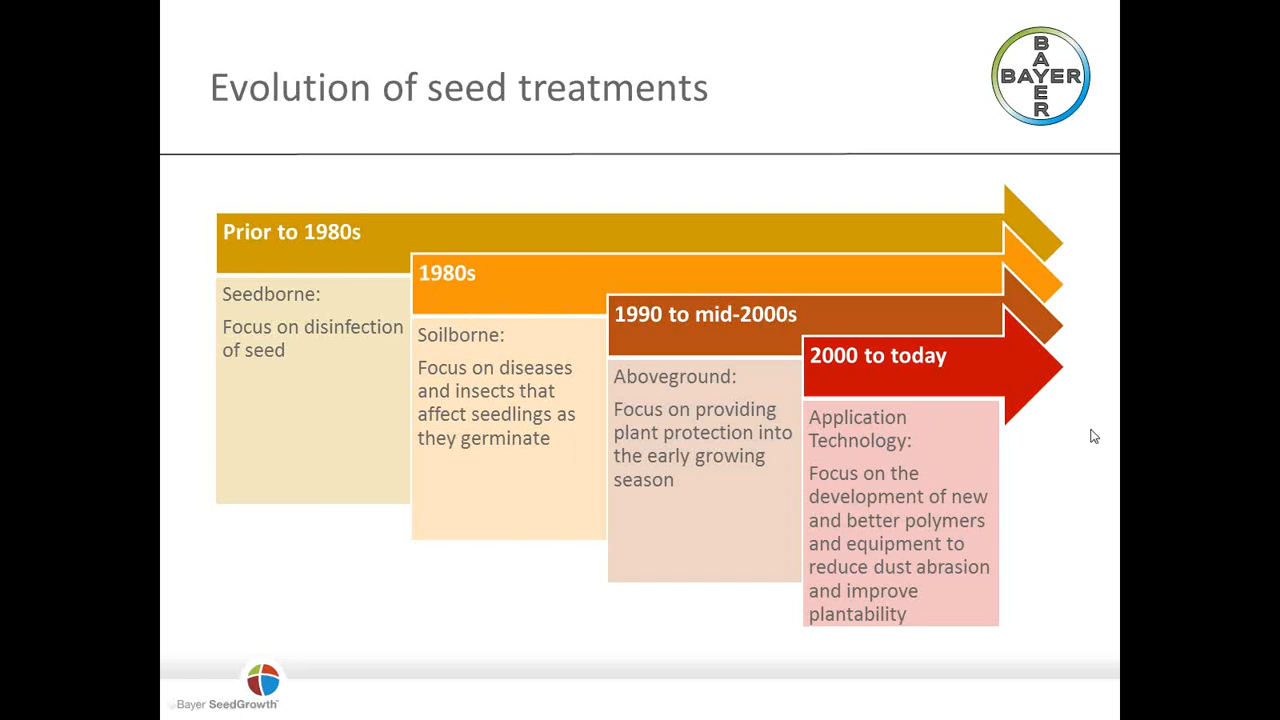 Evolution of seed treatments
BAYER
BAYER
Prior to 1980s
Seedborne:
Focus on disinfection
of seed
1980s
Soilborne:
Focus on diseases
and insects that
affect seedlings as
they germinate
1990 to mid-2000s
Aboveground:
Focus on providing
plant protection into
the early growing
season
2000 to today
Application
Technology:
Focus on the
development of new
and better polymers
and equipment to
reduce dust abrasion
and improve
plantability
Bayer SeedGrowth™